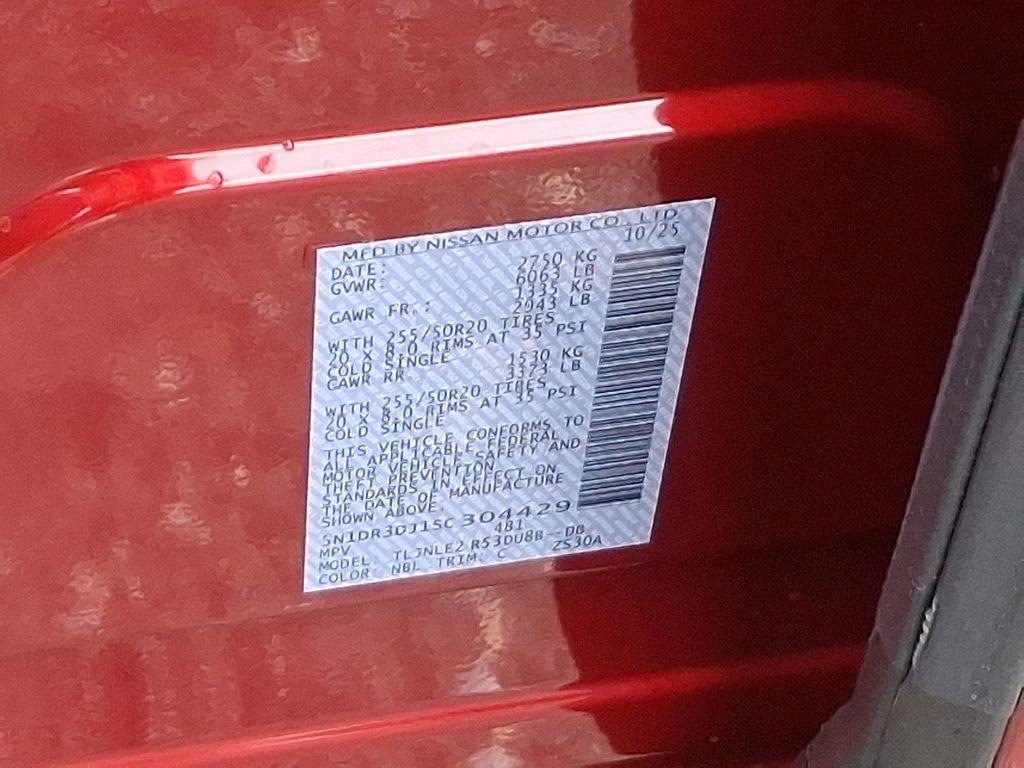 MFD BY NISSAN MOTOR CO., LTD
DATE: 10/25
GVWR: 2750 KG
6063 LB
GAWR FR.: 1335 KG
2943 LB
WITH 255/50R20 TIRES
20 X 8.0 RIMS AT 35 PSI
COLD SINGLE
GAWR RR. 1530 KG
3373 LB
WITH 255/50R20 TIRES
20 X 8.0 RIMS AT 35 PSI
COLD SINGLE
THIS VEHICLE CONFORMS TO
ALL APPLICABLE FEDERAL
MOTOR VEHICLE SAFETY AND
THEFT PREVENTION
STANDARDS IN EFFECT ON
THE DATE OF MANUFACTURE
SHOWN ABOVE.
5N1DR3DJ1SC304429
MPV 4B1
MODEL TLJNLE2 R53DU8B--DB
COLOR NBL TRIM. C ZS30A